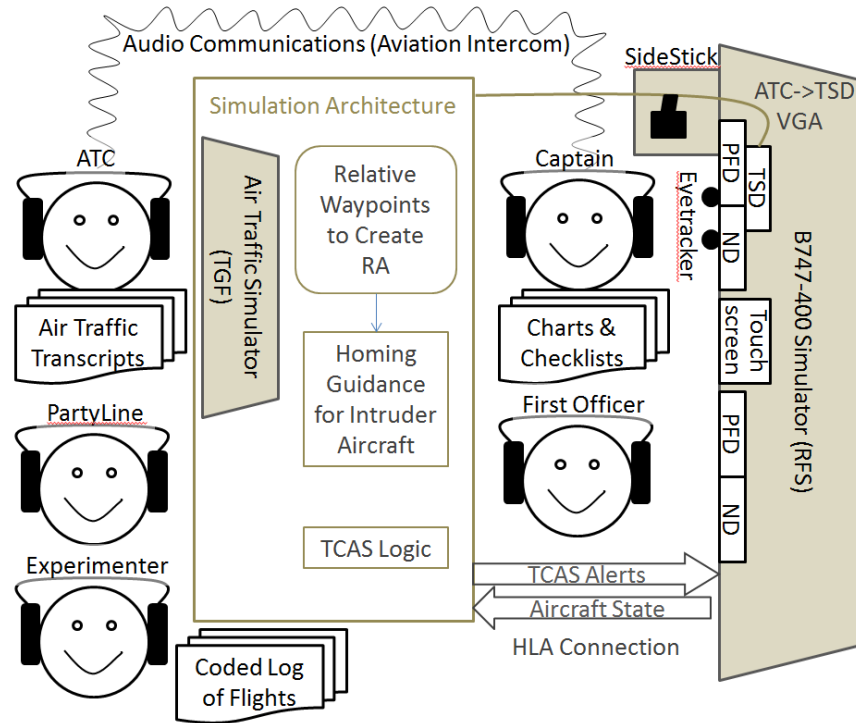 Audio Communications (Aviation Intercom)
SideStick
Simulation Architecture
ATC->TSD
VGA
ATC
Air Traffic Simulator
(TGF)
Relative
Waypoints
to Create
RA
Captain
Eyetracker
PFD
TSD
ND
B747-400 Simulator (RFS)
Air Traffic
Transcripts
Homing
Guidance
for Intruder
Aircraft
Charts &
Checklists
Touch
screen
PartyLine
First Officer
PFD
ND
TCAS Logic
Experimenter
TCAS Alerts
Aircraft State
HLA Connection
Coded Log
of Flights